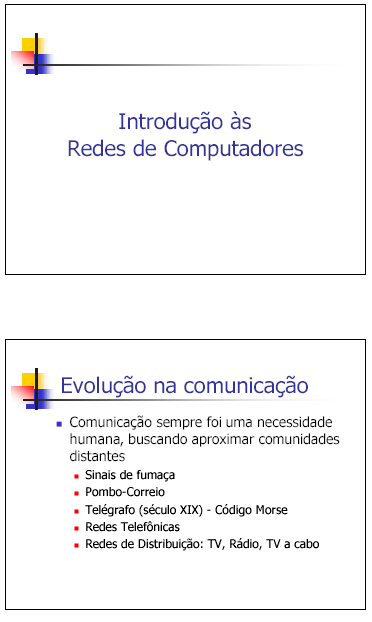 Introdução às
Redes de Computadores
Evolução na comunicação
Comunicação sempre foi uma necessidade
humana, buscando aproximar comunidades
distantes
Sinais de fumaça
Pombo-Correio
Telégrafo (século XIX) - Código Morse
Redes Telefônicas
Redes de Distribuição: TV, Rádio, TV a cabo